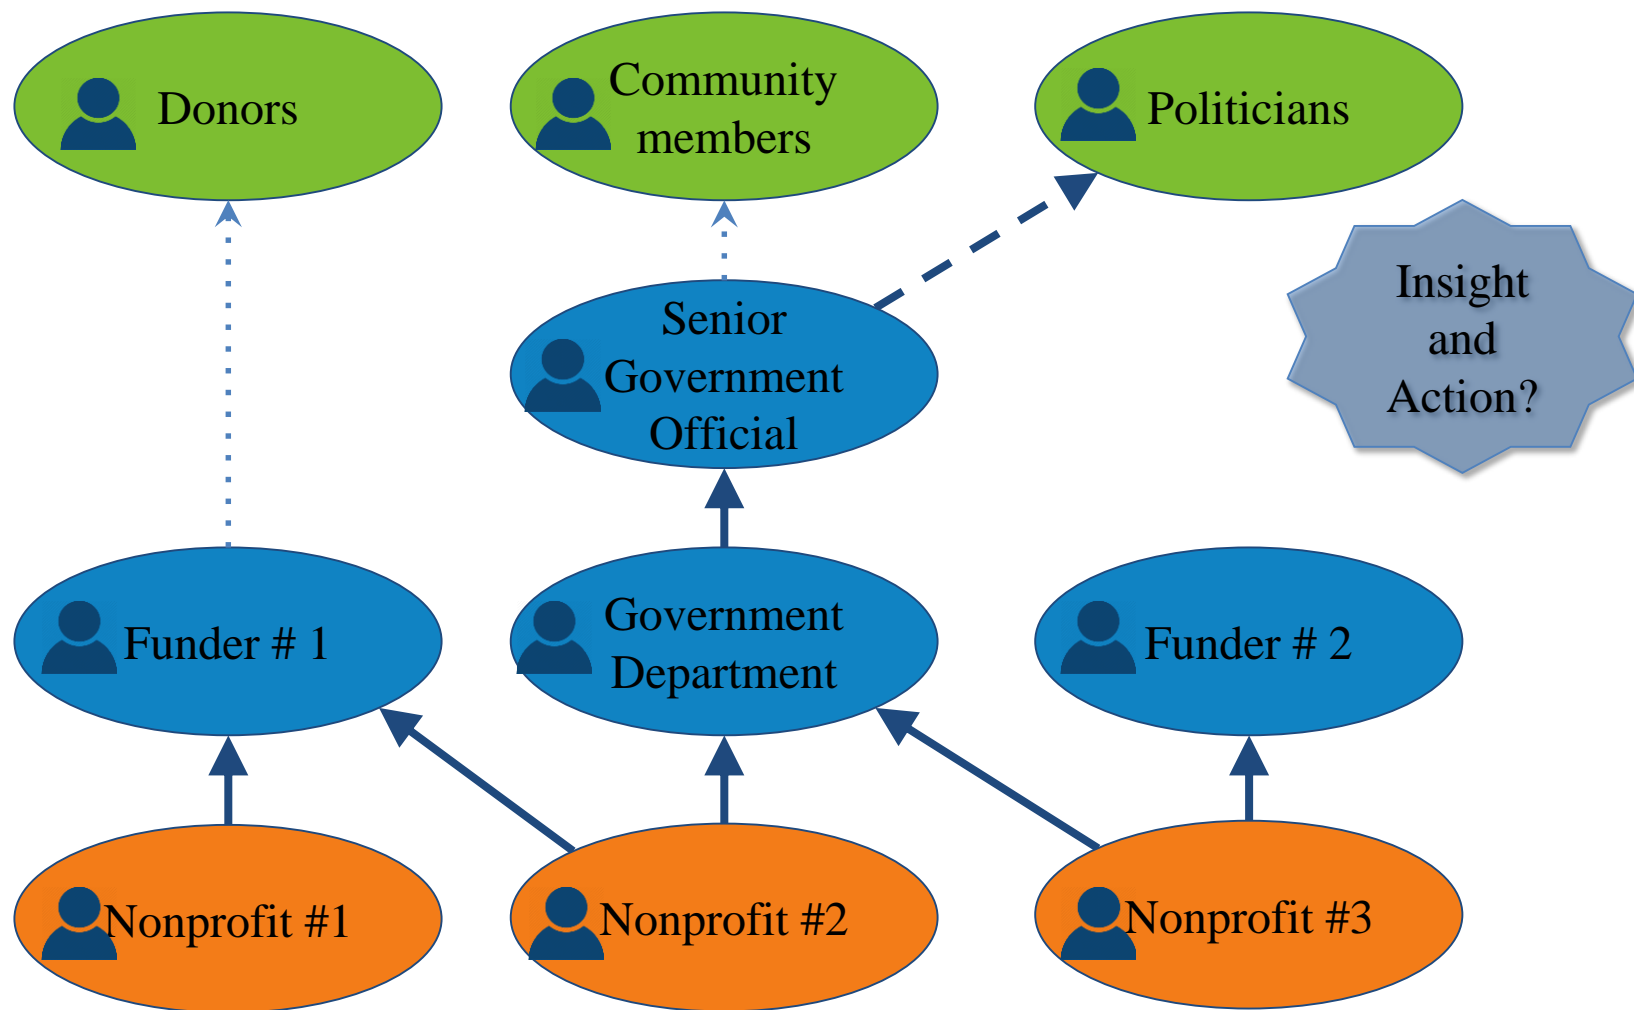 Donors
Community
members
Politicians
Insight
and
Action?
Senior
Government
Official
Funder # 1
Government
Department
Funder # 2
Nonprofit #1
Nonprofit #2
Nonprofit #3